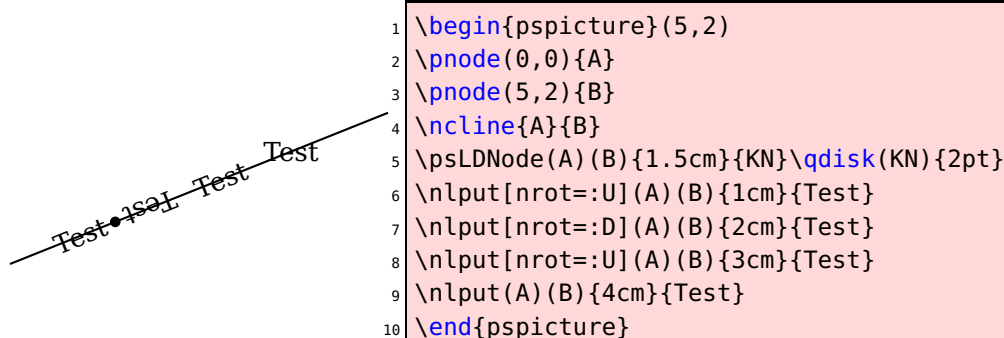 Test
Test
Test
Test
1 \begin{pspicture}(5,2)
2 \pnode(0,0){A}
3 \pnode(5,2){B}
4 \ncline{A}{B}
5 \psLDNode(A)(B){1.5cm}{KN}\qdisk(KN){2pt}
6 \nlput[nrot=:U](A)(B){1cm}{Test}
7 \nlput[nrot=:D](A)(B){2cm}{Test}
8 \nlput[nrot=:U](A)(B){3cm}{Test}
9 \nlput(A)(B){4cm}{Test}
10 \end{pspicture}